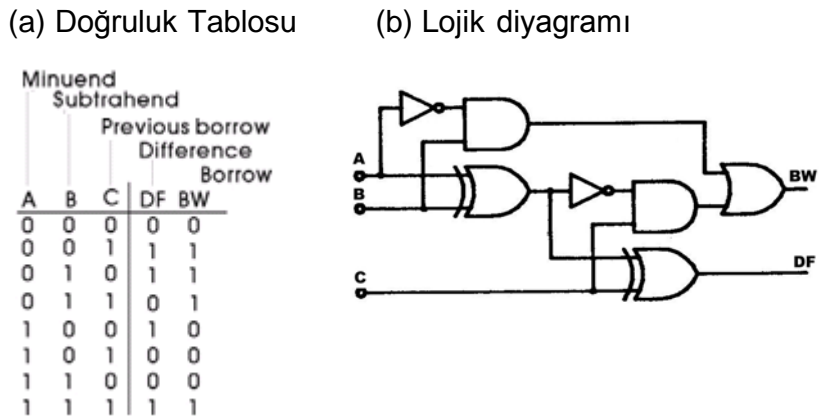 (a) Doğruluk Tablosu (b) Lojik diyagramı
Minuend
Subtrahend
Previous borrow
Difference
Borrow
A B C DF BW
0 0 0 0 0
0 0 1 1 1
0 1 0 1 1
0 1 1 0 1
1 0 0 1 0
1 0 1 0 0
1 1 0 0 0
1 1 1 1 1
A
B
C
BW
DF